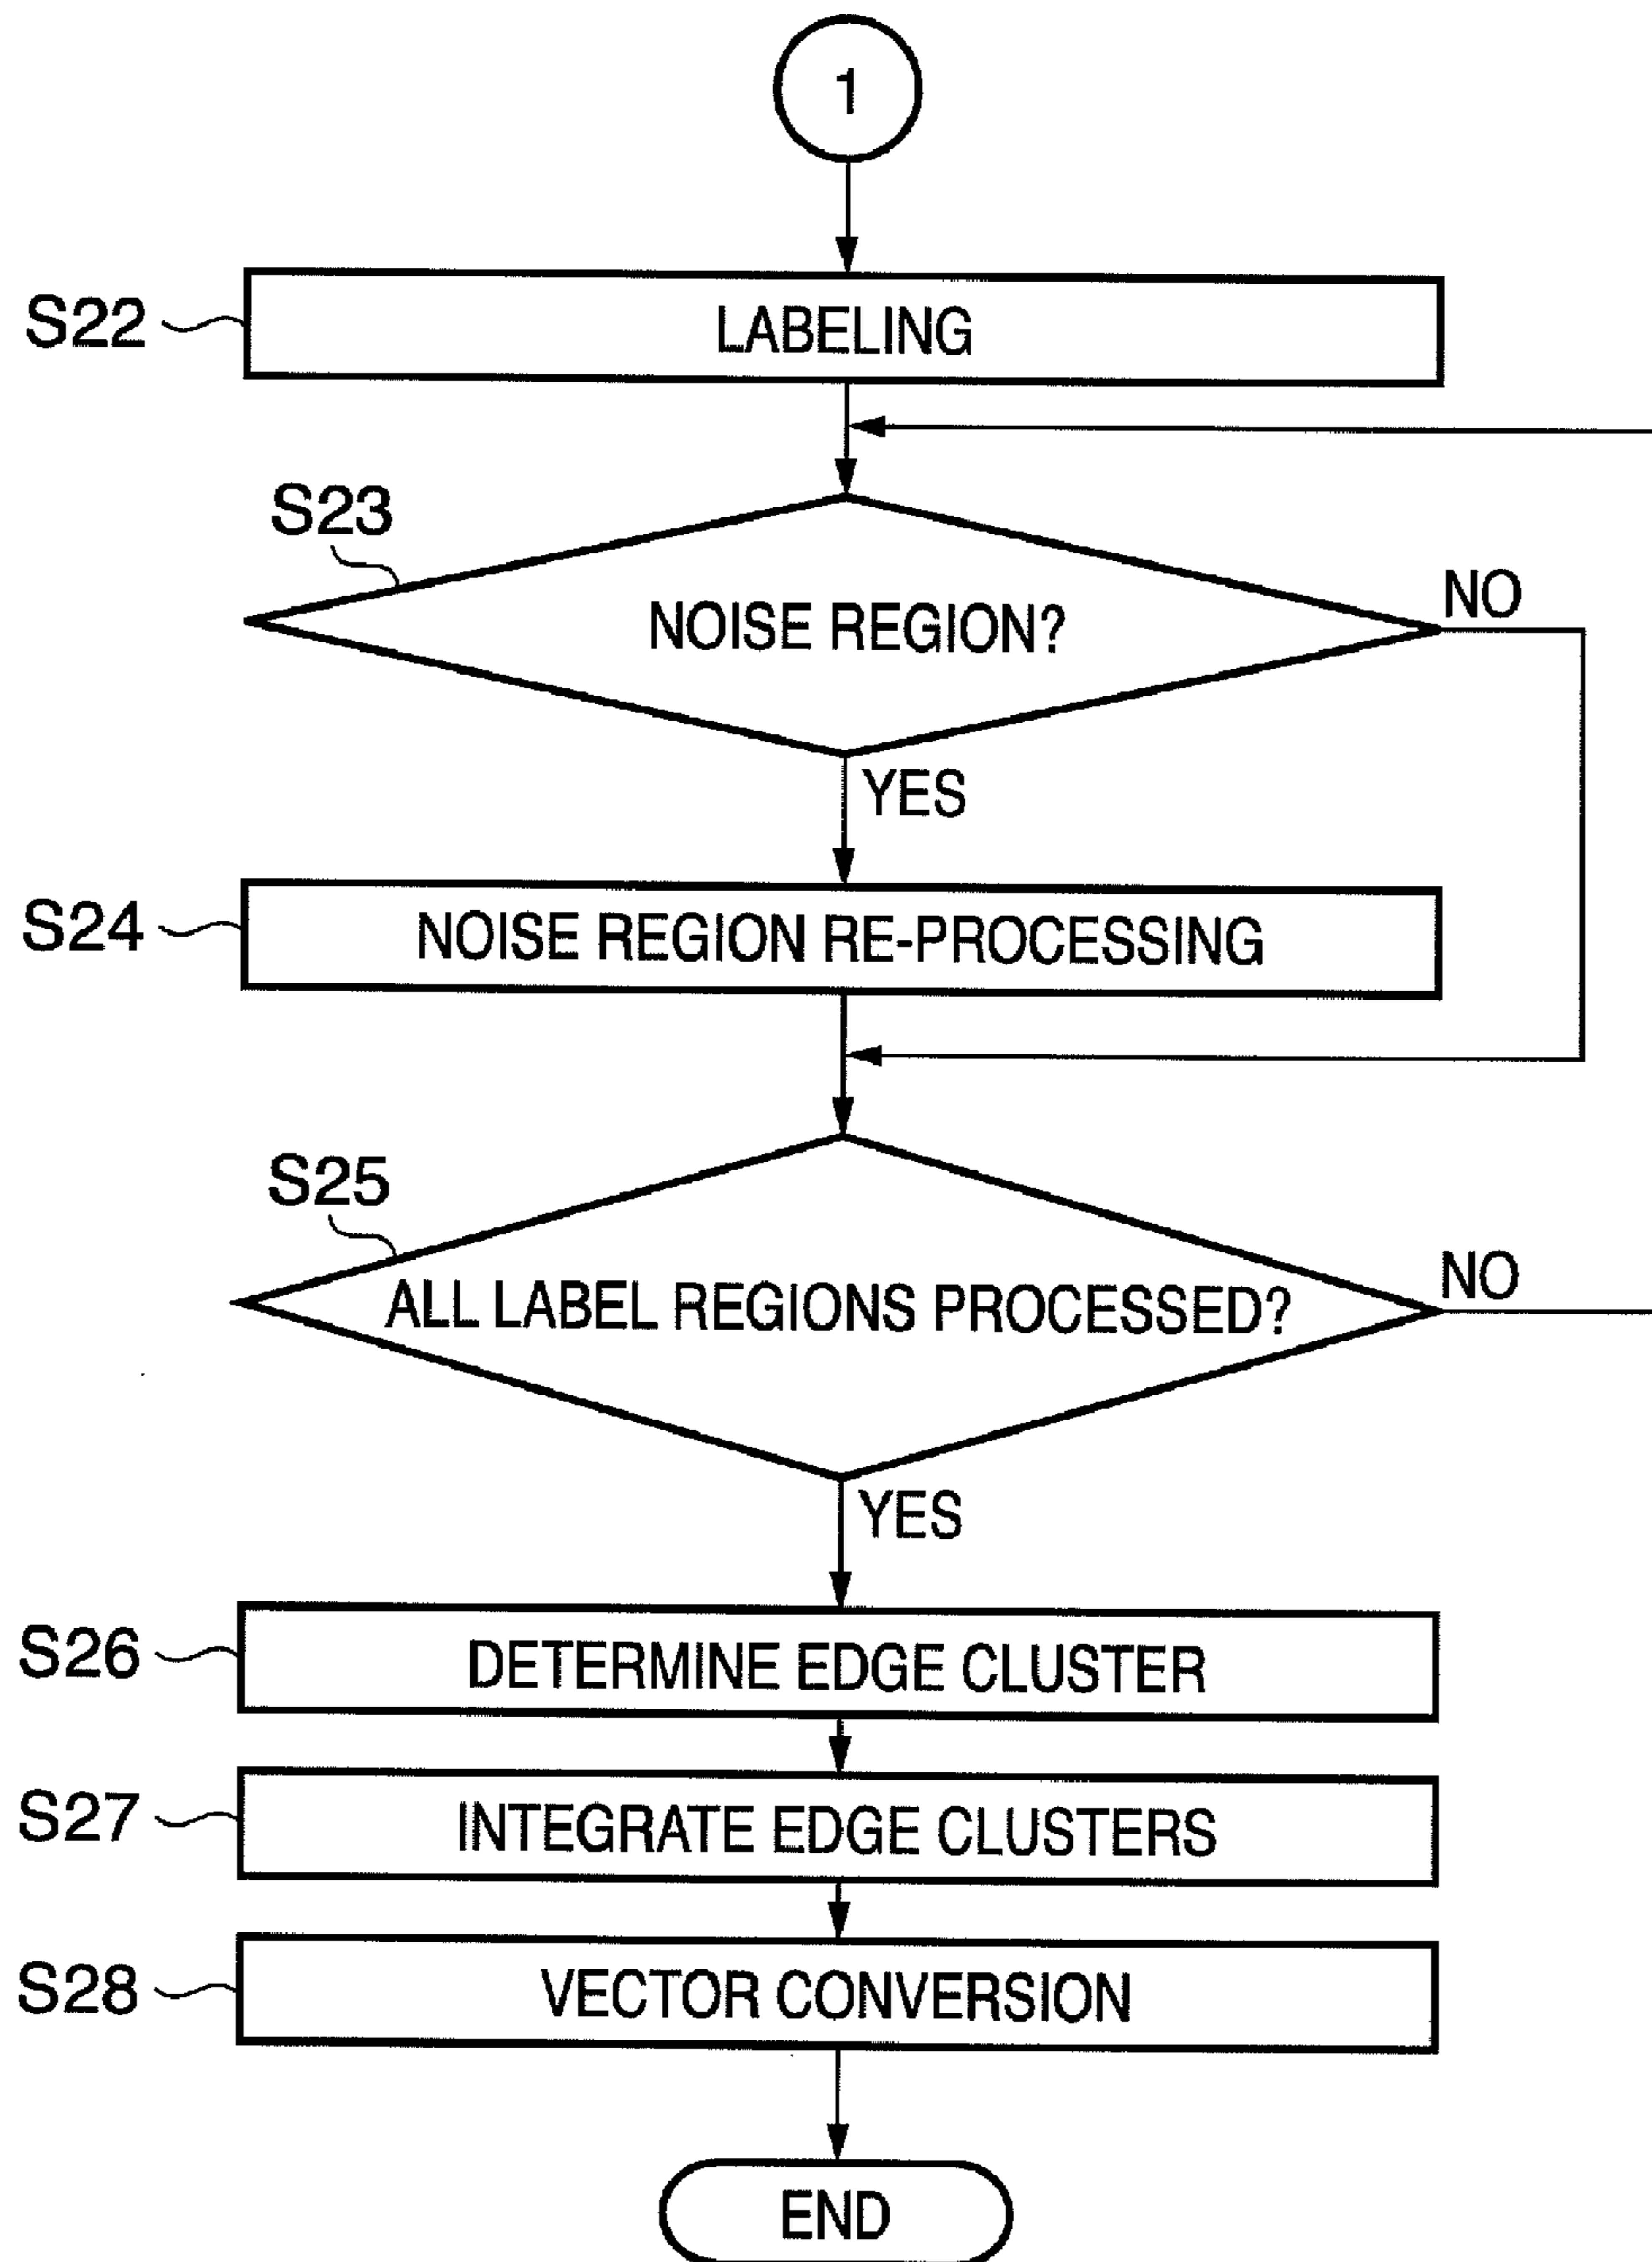 1
S22
LABELING
S23
NOISE REGION?
NO
YES
S24
NOISE REGION RE-PROCESSING
S25
ALL LABEL REGIONS PROCESSED?
NO
YES
S26
DETERMINE EDGE CLUSTER
S27
INTEGRATE EDGE CLUSTERS
S28
VECTOR CONVERSION
END